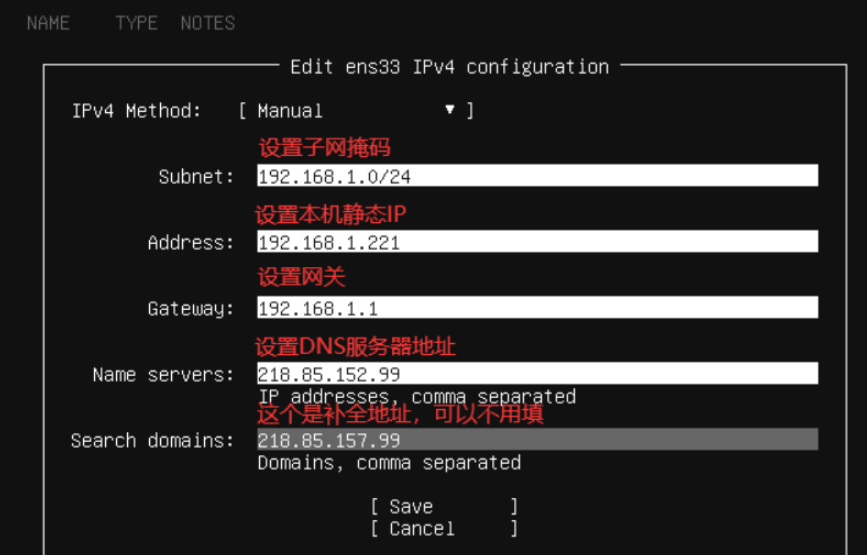 NAME TYPE NOTES
Edit ens33 IPv4 configuration
IPv4 Method: [ Manual ▼ ]
设置子网掩码
Subnet: 192.168.1.0/24
设置本机静态IP
Address: 192.168.1.221
设置网关
Gateway: 192.168.1.1
设置DNS服务器地址
Name servers: 218.85.152.99
IP addresses, comma separated
这个是补全地址，可以不用填
Search domains: 218.85.157.99
Domains, comma separated
[ Save ]
[ Cancel ]